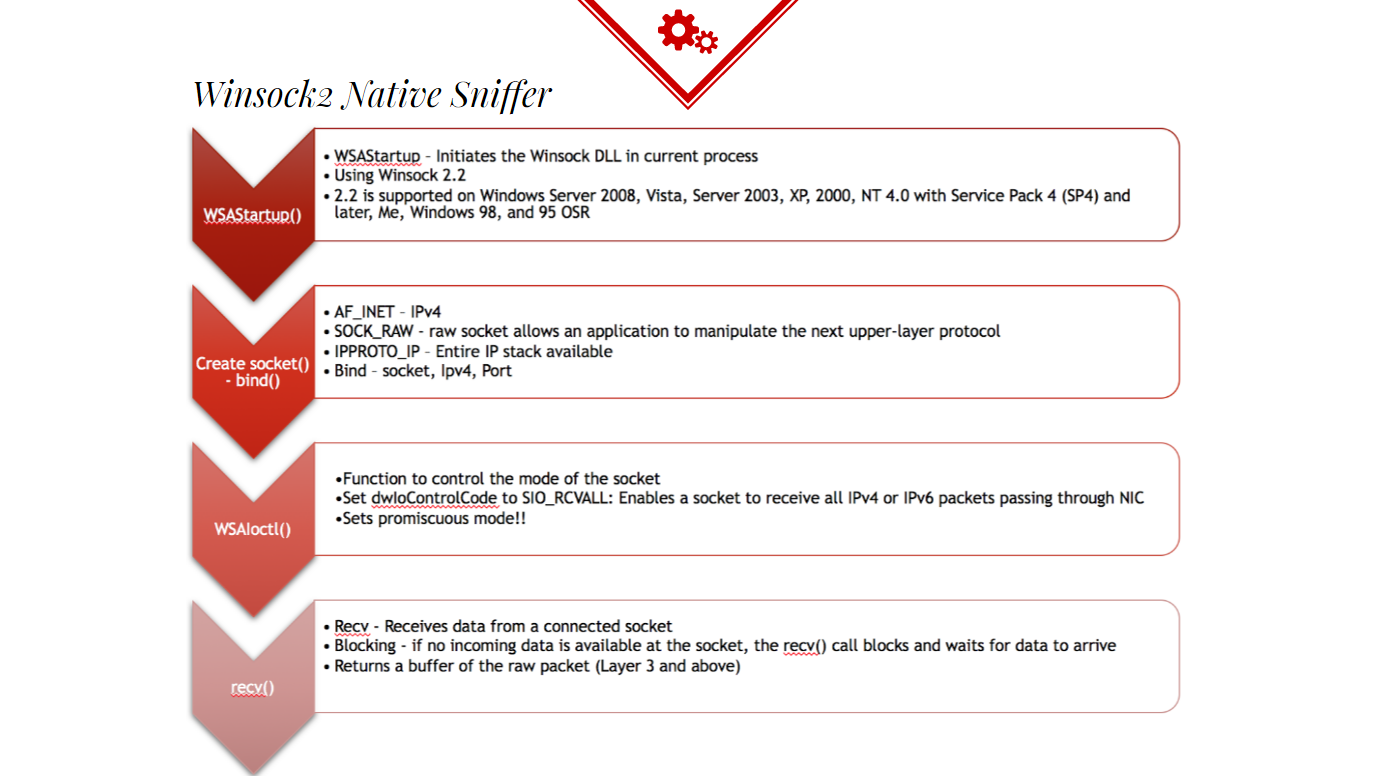 Winsock2 Native Sniffer
WSAStartup()
• WSAStartup - Initiates the Winsock DLL in current process
• Using Winsock 2.2
• 2.2 is supported on Windows Server 2008, Vista, Server 2003, XP, 2000, NT 4.0 with Service Pack 4 (SP4) and
later, Me, Windows 98, and 95 OSR
Create socket()
- bind()
• AF_INET - IPv4
• SOCK_RAW - raw socket allows an application to manipulate the next upper-layer protocol
• IPPROTO_IP - Entire IP stack available
• Bind - socket, Ipv4, Port
WSAIoctl()
•Function to control the mode of the socket
•Set dwIoControlCode to SIO_RCVALL: Enables a socket to receive all IPv4 or IPv6 packets passing through NIC
•Sets promiscuous mode!!
recv()
• Recv - Receives data from a connected socket
• Blocking - if no incoming data is available at the socket, the recv() call blocks and waits for data to arrive
• Returns a buffer of the raw packet (Layer 3 and above)